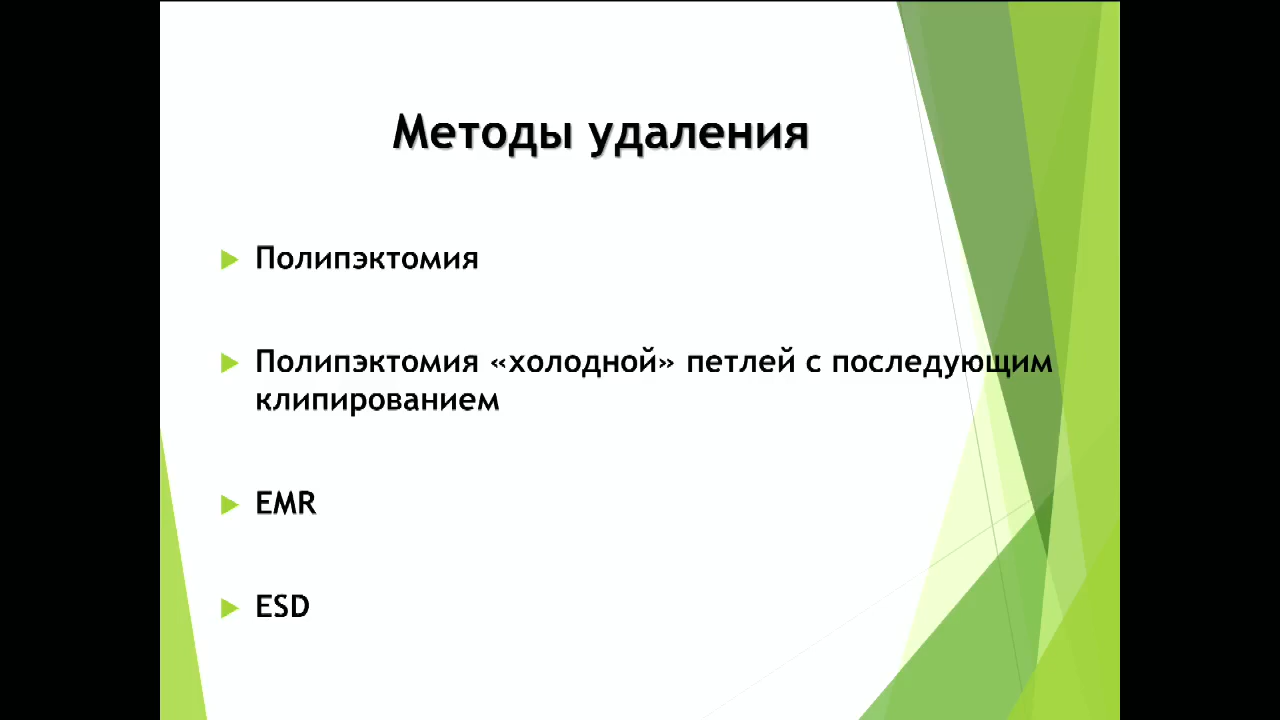 Методы удаления
Полипэктомия
Полипэктомия «холодной» петлей с последующим
клипированием
EMR
ESD